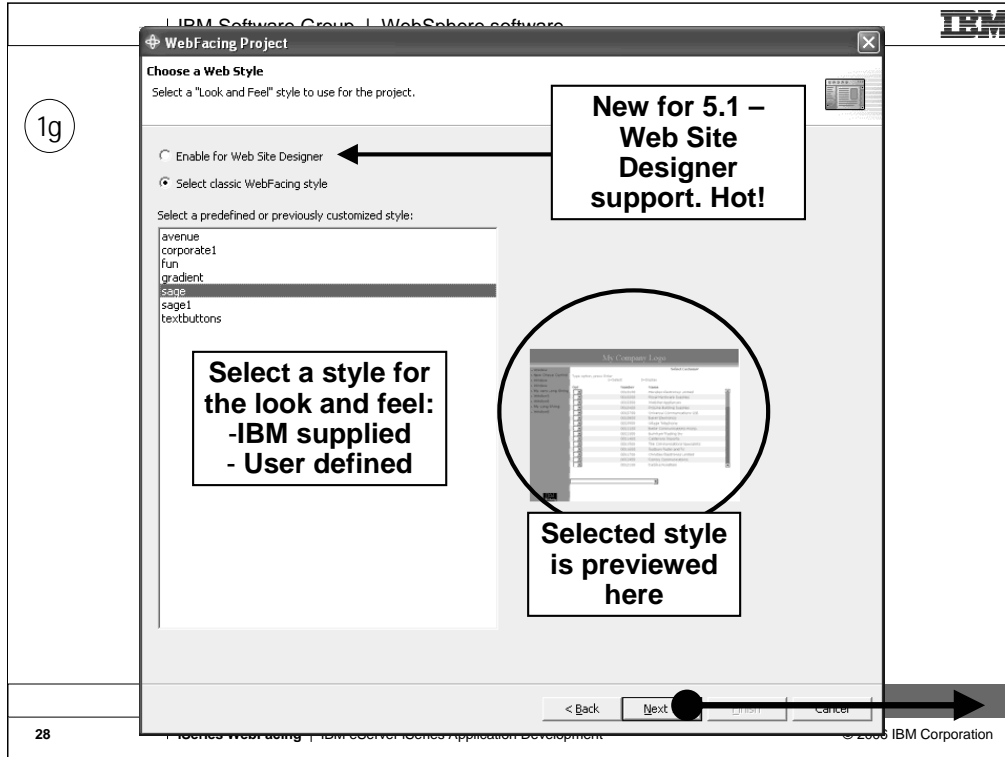 IBM Software Group | WebSphere software
IBM
WebFacing Project
Choose a Web Style
Select a "Look and Feel" style to use for the project.
1g
New for 5.1 –
Web Site
Designer
support. Hot!
Enable for Web Site Designer
Select classic WebFacing style
Select a predefined or previously customized style:
avenue
corporate1
fun
gradient
sage
sage1
textbuttons
Select a style for
the look and feel:
-IBM supplied
- User defined
My Company Logo
Selected style
is previewed
here
< Back
Next
Finish
Cancel
28
iSeries WebFacing | IBM eServer iSeries Application Development
© 2006 IBM Corporation